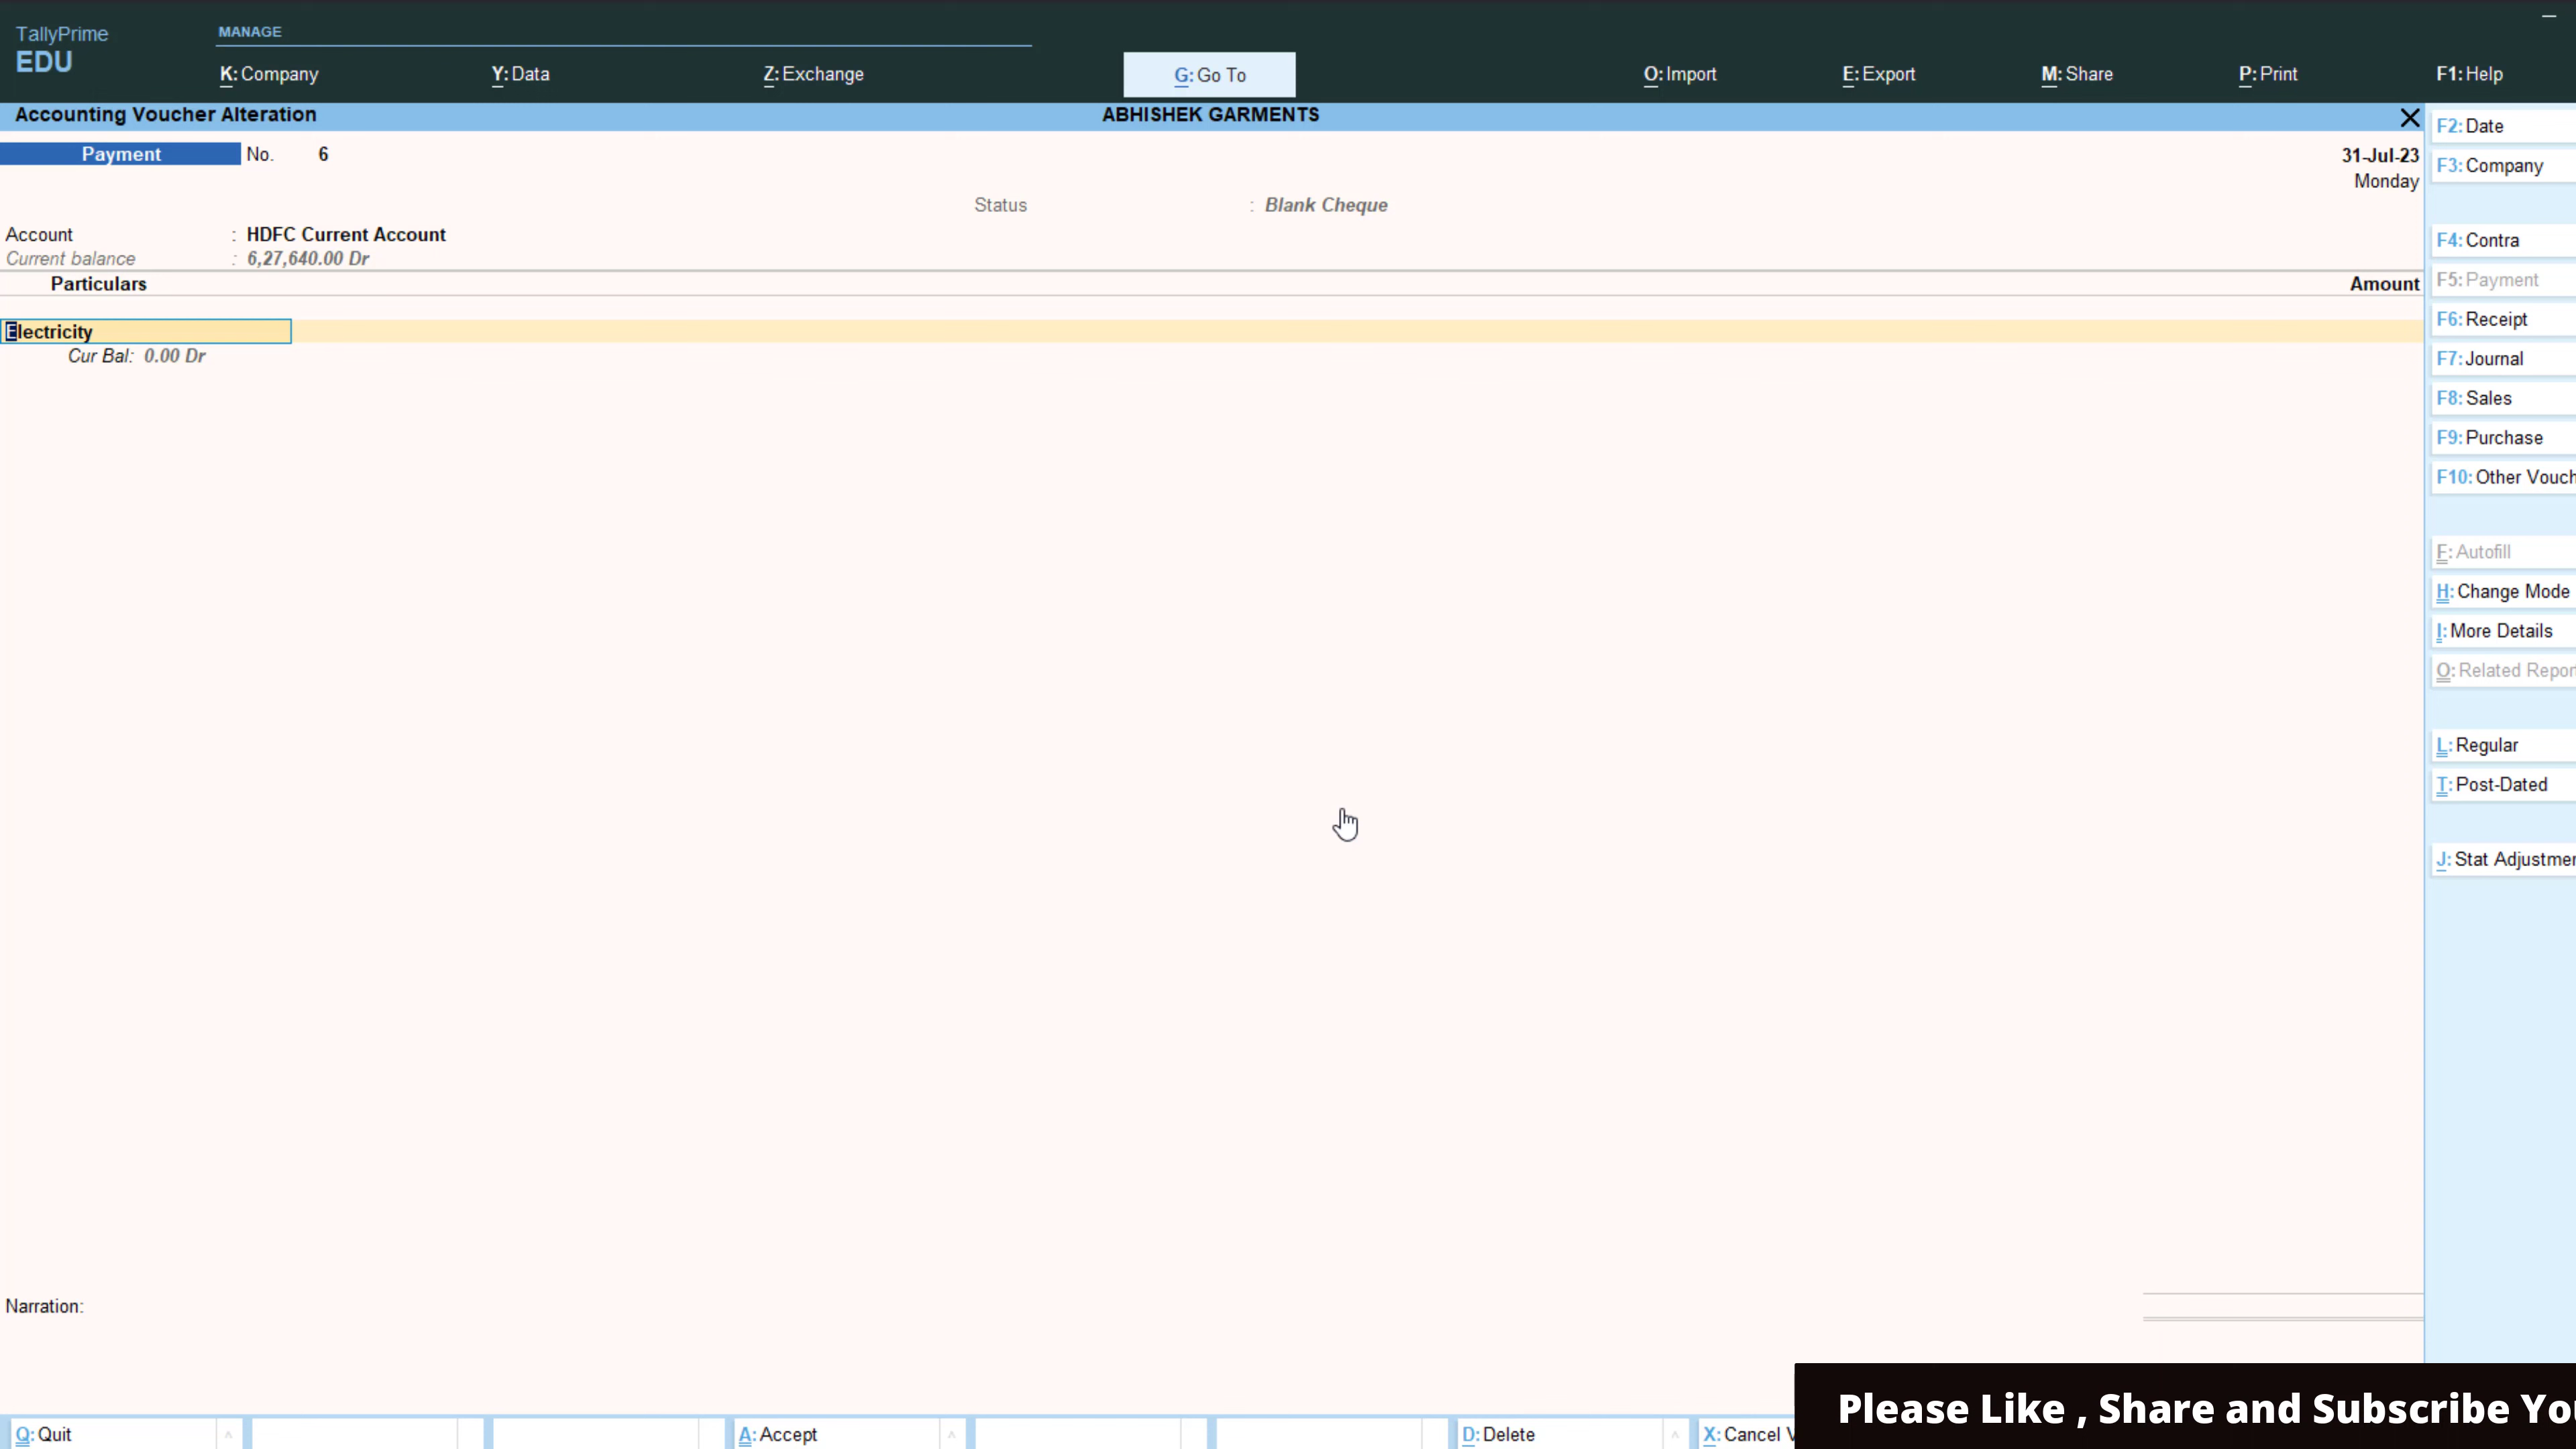 TallyPrime
EDU
MANAGE
K: Company
Y: Data
Z: Exchange
G: Go To
O: Import
E: Export
M: Share
P: Print
F1: Help
Accounting Voucher Alteration
ABHISHEK GARMENTS
Payment No. 6
31-Jul-23
Monday
Status : Blank Cheque
Account : HDFC Current Account
Current balance : 6,27,640.00 Dr
Particulars Amount
Electricity
Cur Bal: 0.00 Dr
Narration:
F2: Date
F3: Company
F4: Contra
F5: Payment
F6: Receipt
F7: Journal
F8: Sales
F9: Purchase
F10: Other Vouch
F: Autofill
H: Change Mode
I: More Details
O: Related Repor
L: Regular
T: Post-Dated
J: Stat Adjustmen
Q: Quit
A: Accept
D: Delete
X: Cancel V
Please Like , Share and Subscribe You